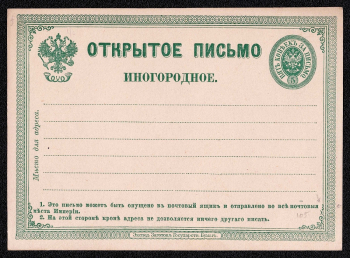 ОТКРЫТОЕ ПИСЬМО
ИНОГОРОДНОЕ.
Мѣсто для адреса.
1. Это письмо можетъ быть опущено въ почтовый ящикъ и отправлено во всѣ почтовыя
мѣста Имперіи.
2. На этой сторонѣ кромѣ адреса не дозволяется ничего другаго писать.